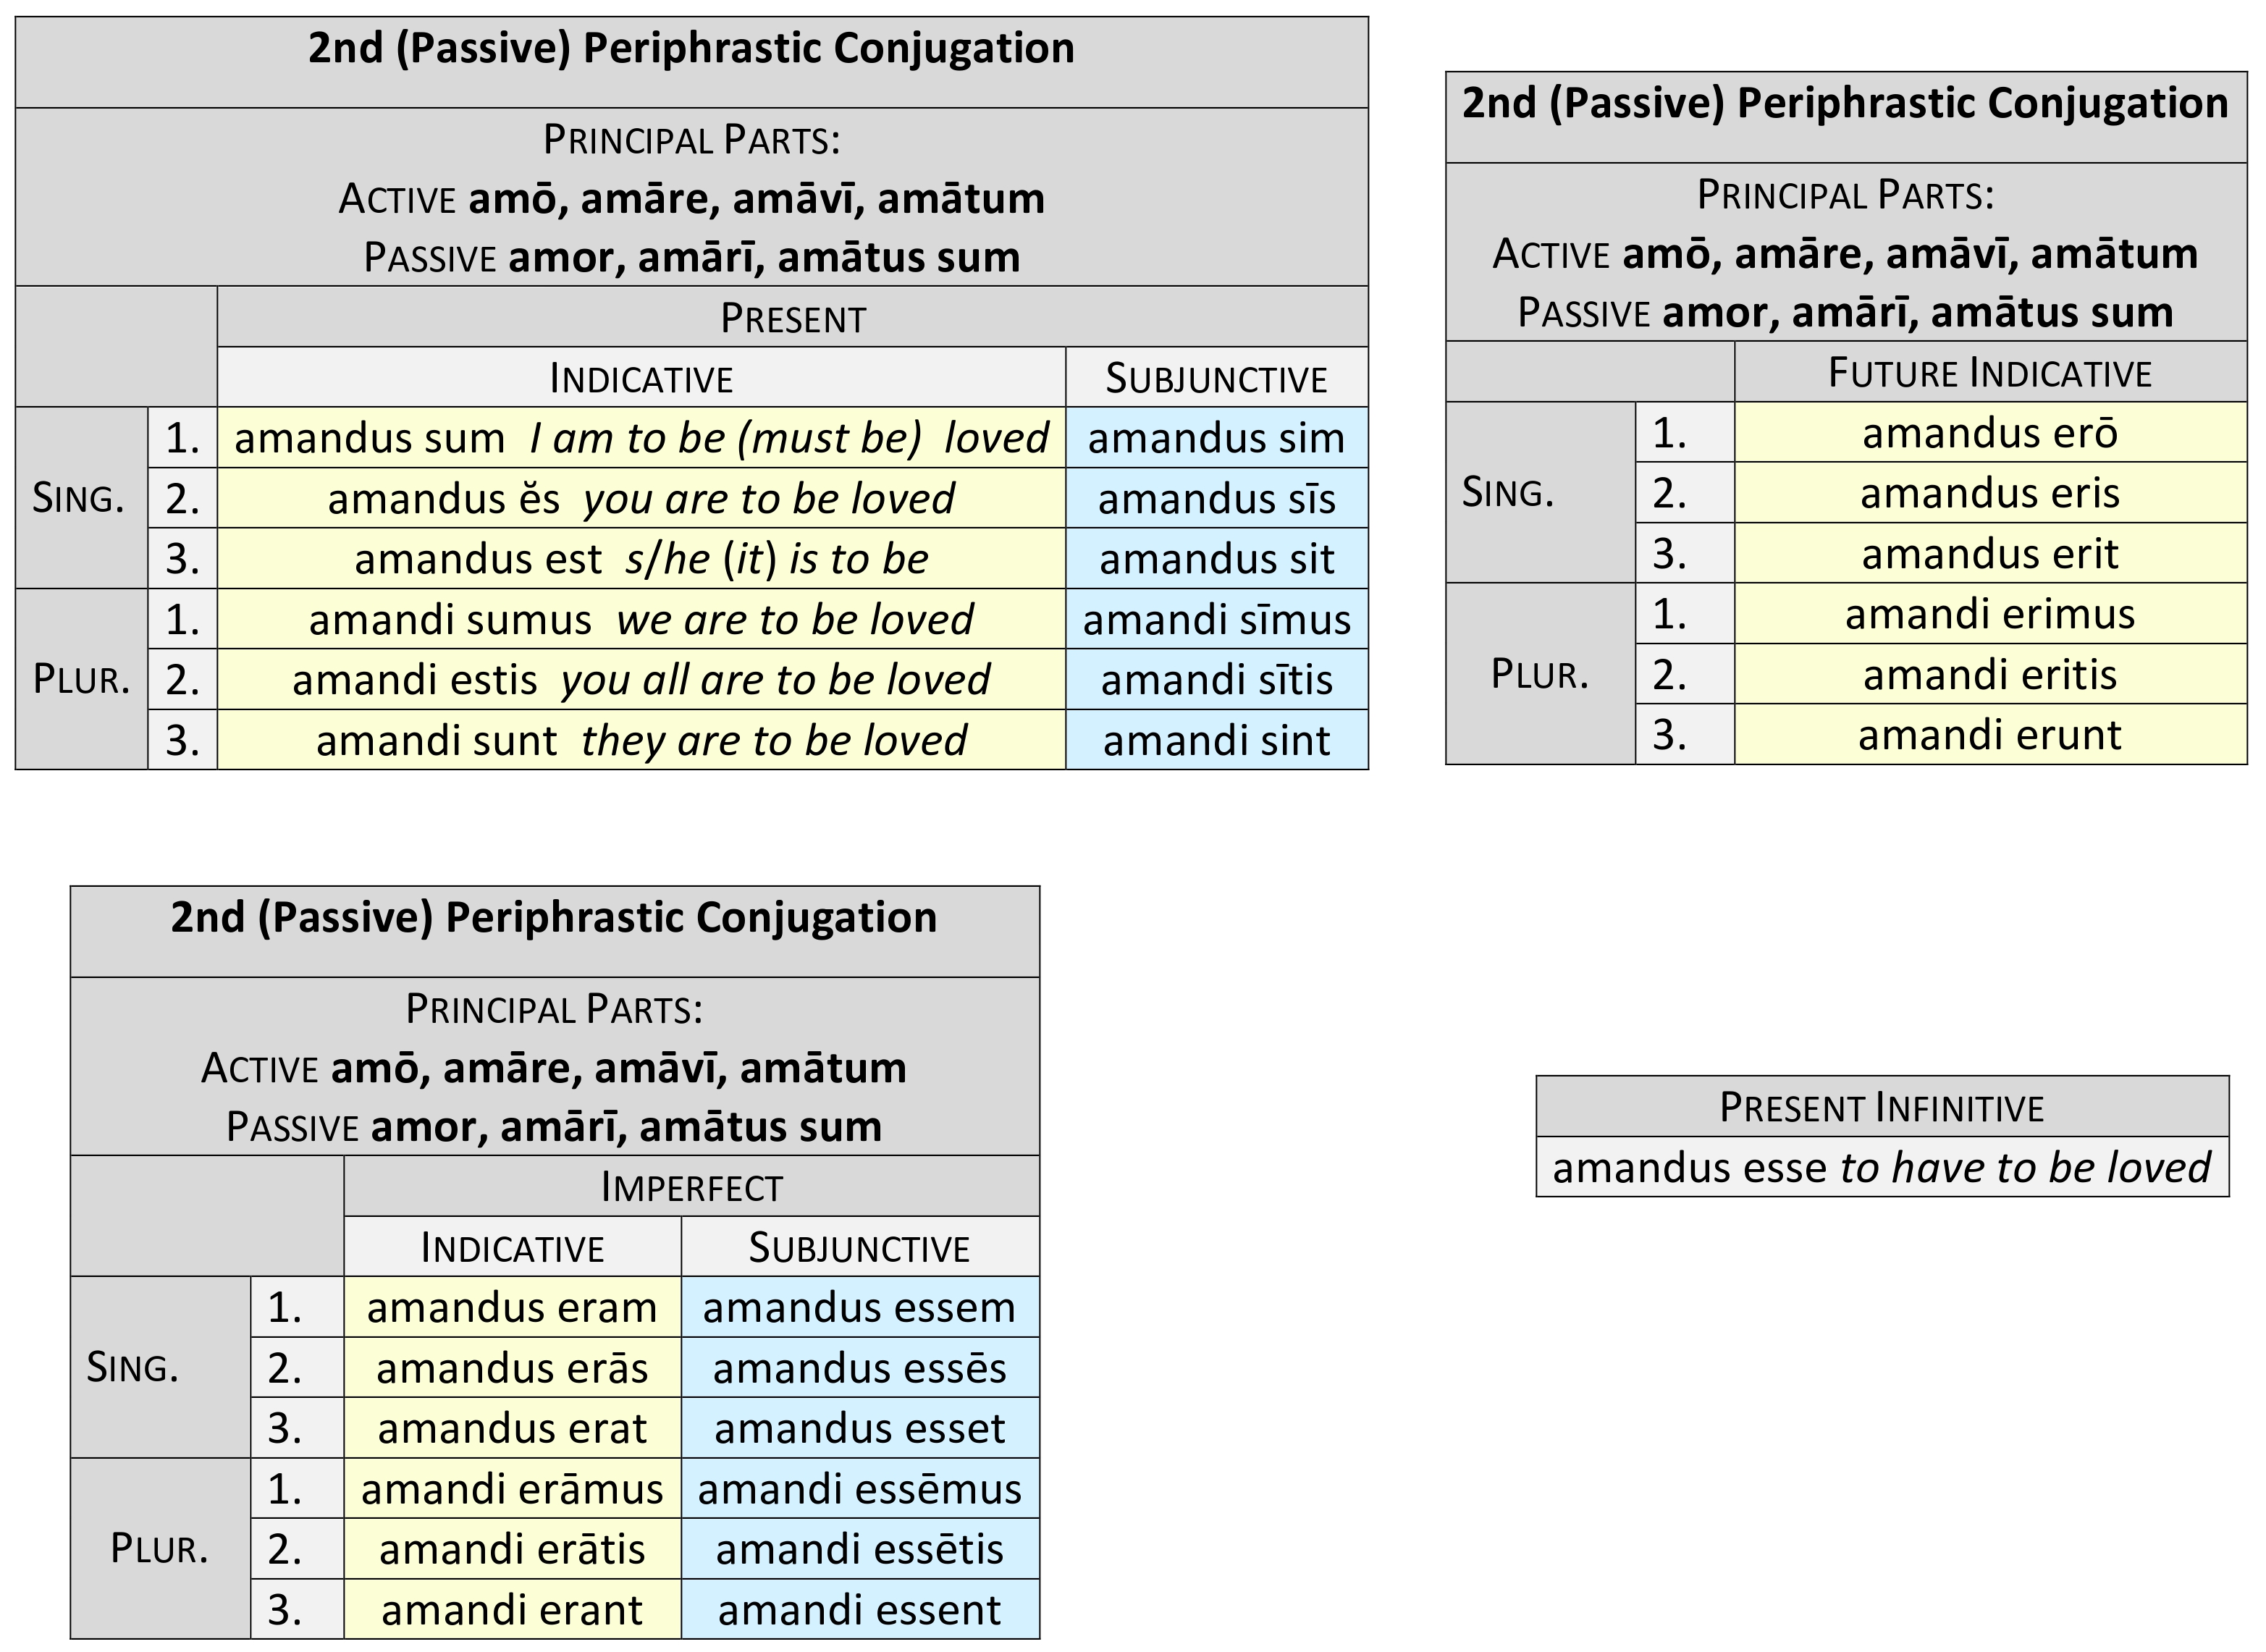 2nd (Passive) Periphrastic Conjugation
PRINCIPAL PARTS:
ACTIVE amō, amāre, amāvī, amātum
PASSIVE amor, amārī, amātus sum
PRESENT
INDICATIVE SUBJUNCTIVE
SING. 1. amandus sum I am to be (must be) loved amandus sim
2. amandus ĕs you are to be loved amandus sīs
3. amandus est s/he (it) is to be amandus sit
PLUR. 1. amandi sumus we are to be loved amandi sīmus
2. amandi estis you all are to be loved amandi sītis
3. amandi sunt they are to be loved amandi sint
2nd (Passive) Periphrastic Conjugation
PRINCIPAL PARTS:
ACTIVE amō, amāre, amāvī, amātum
PASSIVE amor, amārī, amātus sum
FUTURE INDICATIVE
SING. 1. amandus erō
2. amandus eris
3. amandus erit
PLUR. 1. amandi erimus
2. amandi eritis
3. amandi erunt
2nd (Passive) Periphrastic Conjugation
PRINCIPAL PARTS:
ACTIVE amō, amāre, amāvī, amātum
PASSIVE amor, amārī, amātus sum
IMPERFECT
INDICATIVE SUBJUNCTIVE
SING. 1. amandus eram amandus essem
2. amandus erās amandus essēs
3. amandus erat amandus esset
PLUR. 1. amandi erāmus amandi essēmus
2. amandi erātis amandi essētis
3. amandi erant amandi essent
PRESENT INFINITIVE
amandus esse to have to be loved